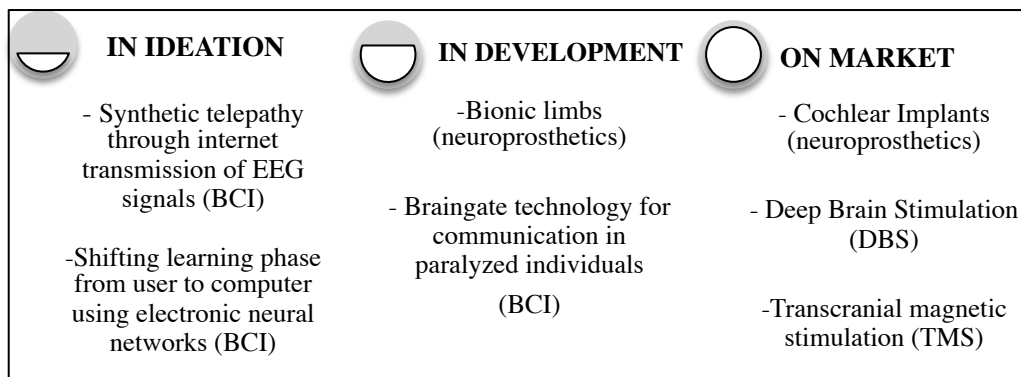 IN IDEATION
- Synthetic telepathy
through internet
transmission of EEG
signals (BCI)
-Shifting learning phase
from user to computer
using electronic neural
networks (BCI)
IN DEVELOPMENT
-Bionic limbs
(neuroprosthetics)
- Braingate technology for
communication in
paralyzed individuals
(BCI)
ON MARKET
- Cochlear Implants
(neuroprosthetics)
- Deep Brain Stimulation
(DBS)
-Transcranial magnetic
stimulation (TMS)